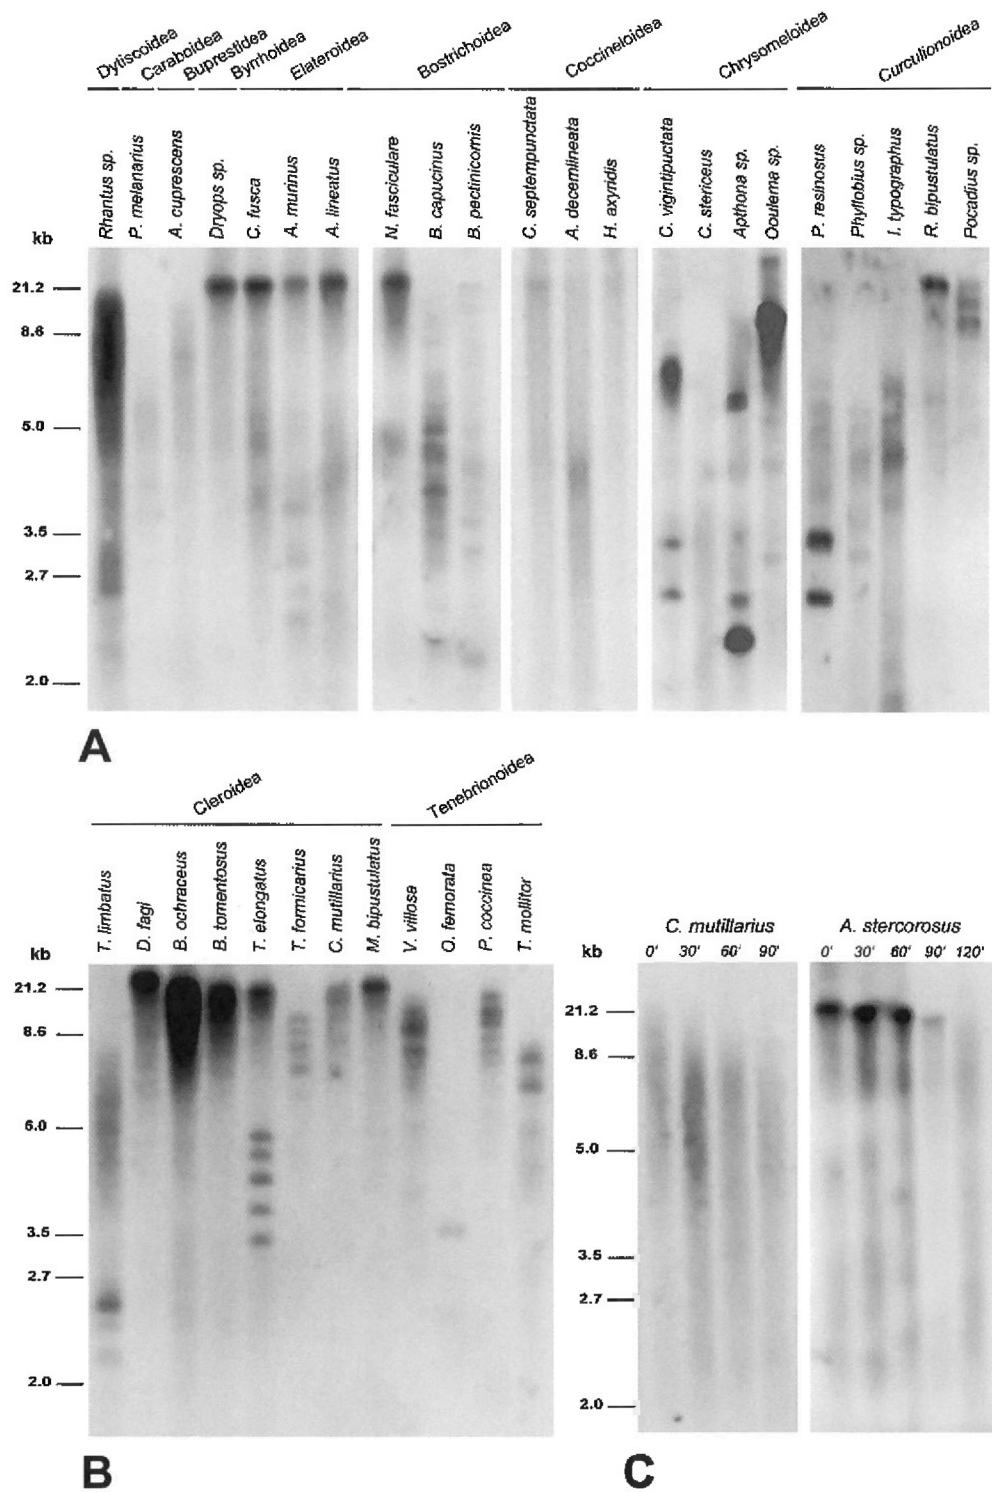 Dytiscoidea Caraboidea Buprestidea Byrrhoidea Elateroidea Bostrichoidea Coccineloidea Chrysomeloidea Curculionoidea
Rhantus sp. P. melanarius A. cuprescens Dryops sp. C. fusca A. murinus A. lineatus N. fasciculare B. capucinus B. pectinicornis C. septempunctata A. decemlineata H. axyridis C. vigintipuctata C. stericeus Apthona sp. Ooulema sp. P. resinosus Phyllobius sp. I. typographus R. bipustulatus Pocadius sp.
kb
21.2
8.6
5.0
3.5
2.7
2.0
A
Cleroidea Tenebrionoidea
T. limbatus D. fagi B. ochraceus B. tomentosus T. elongatus T. formicarius C. mutillarius M. bipustulatus V. villosa O. femorata P. coccinea T. mollitor
kb
21.2
8.6
6.0
3.5
2.7
2.0
B
C. mutillarius A. stercorosus
kb 0' 30' 60' 90' 0' 30' 60' 90' 120'
21.2
8.6
5.0
3.5
2.7
2.0
C